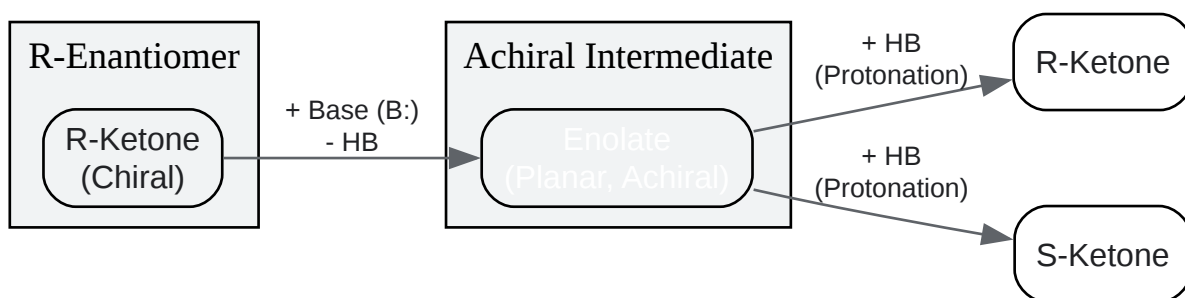 R-Enantiomer
R-Ketone
(Chiral)
+ Base (B:)
- HB
Achiral Intermediate
Enolate
(Planar, Achiral)
+ HB
(Protonation)
R-Ketone
+ HB
(Protonation)
S-Ketone